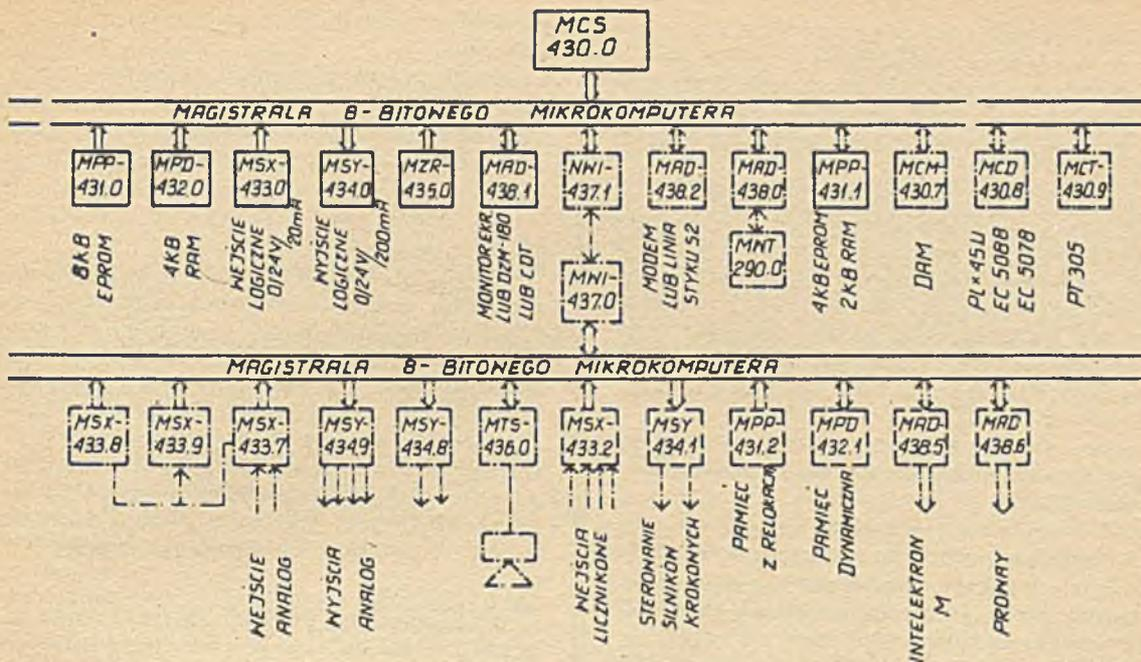 MCS
430.0
MAGISTRALA 8-BITOWEGO MIKROKOMPUTERA
MPP-
431.0
MPD-
432.0
MSX-
433.0
MSY-
434.0
MZR-
435.0
MAD-
438.1
NWI-
437.1
MAD-
438.2
MAD-
438.0
MPP-
431.1
MCM-
430.7
MCD
430.8
MCT-
430.9
8KB
EPROM
4KB
RAM
WEJŚCIE
LOGICZNE
0/24V/
20mA
WYJŚCIE
LOGICZNE
0/24V/
200mA
MONITOR EKR.
LUB DZM-180
LUB CDT
MWI-
437.0
MODEM
LUB LINIA
STYKU S2
MNT
290.0
4KB EPROM
2KB RAM
DAM
PL×45D
EC 5088
EC 5078
PT 305
MAGISTRALA 8-BITOWEGO MIKROKOMPUTERA
MSX-
433.8
MSX-
433.9
MSX-
433.7
MSY-
434.9
MSY-
434.8
MTS-
436.0
MSX-
433.2
MSY
434.1
MPP-
431.2
MPD
432.1
MAD-
438.5
MAD
438.6
WEJŚCIE
ANALOG
WYJŚCIA
ANALOG
WEJŚCIA
LICZNIKOWE
STEROWANIE
SILNIKÓW
KROKOWYCH
PAMIĘĆ
Z RELOKACJĄ
PAMIĘĆ
DYNAMICZNA
INTELEKTRON
M
PROWAY